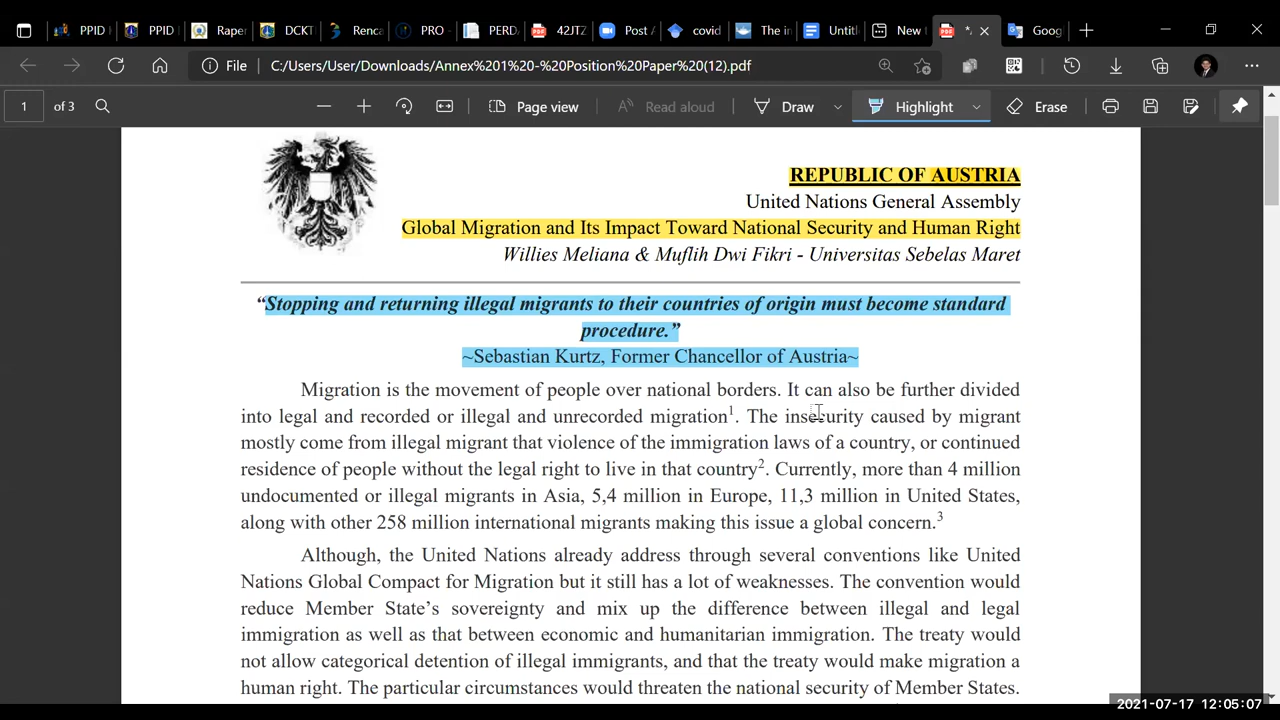 PPID
PPID
Raper
DCKT
Renca
PRO -
PERD
42JTZ
Post A
covid
The in
Untitl
New t
*.
Goog
File
C:/Users/User/Downloads/Annex%201%20-%20Position%20Paper%20(12).pdf
1 of 3
Page view
Read aloud
Draw
Highlight
Erase
REPUBLIC OF AUSTRIA
United Nations General Assembly
Global Migration and Its Impact Toward National Security and Human Right
Willies Meliana & Muflih Dwi Fikri - Universitas Sebelas Maret
“Stopping and returning illegal migrants to their countries of origin must become standard
procedure.”
~Sebastian Kurtz, Former Chancellor of Austria~
Migration is the movement of people over national borders. It can also be further divided
into legal and recorded or illegal and unrecorded migration1. The insecurity caused by migrant
mostly come from illegal migrant that violence of the immigration laws of a country, or continued
residence of people without the legal right to live in that country2. Currently, more than 4 million
undocumented or illegal migrants in Asia, 5,4 million in Europe, 11,3 million in United States,
along with other 258 million international migrants making this issue a global concern.3
Although, the United Nations already address through several conventions like United
Nations Global Compact for Migration but it still has a lot of weaknesses. The convention would
reduce Member State’s sovereignty and mix up the difference between illegal and legal
immigration as well as that between economic and humanitarian immigration. The treaty would
not allow categorical detention of illegal immigrants, and that the treaty would make migration a
human right. The particular circumstances would threaten the national security of Member States.
2021-07-17 12:05:07